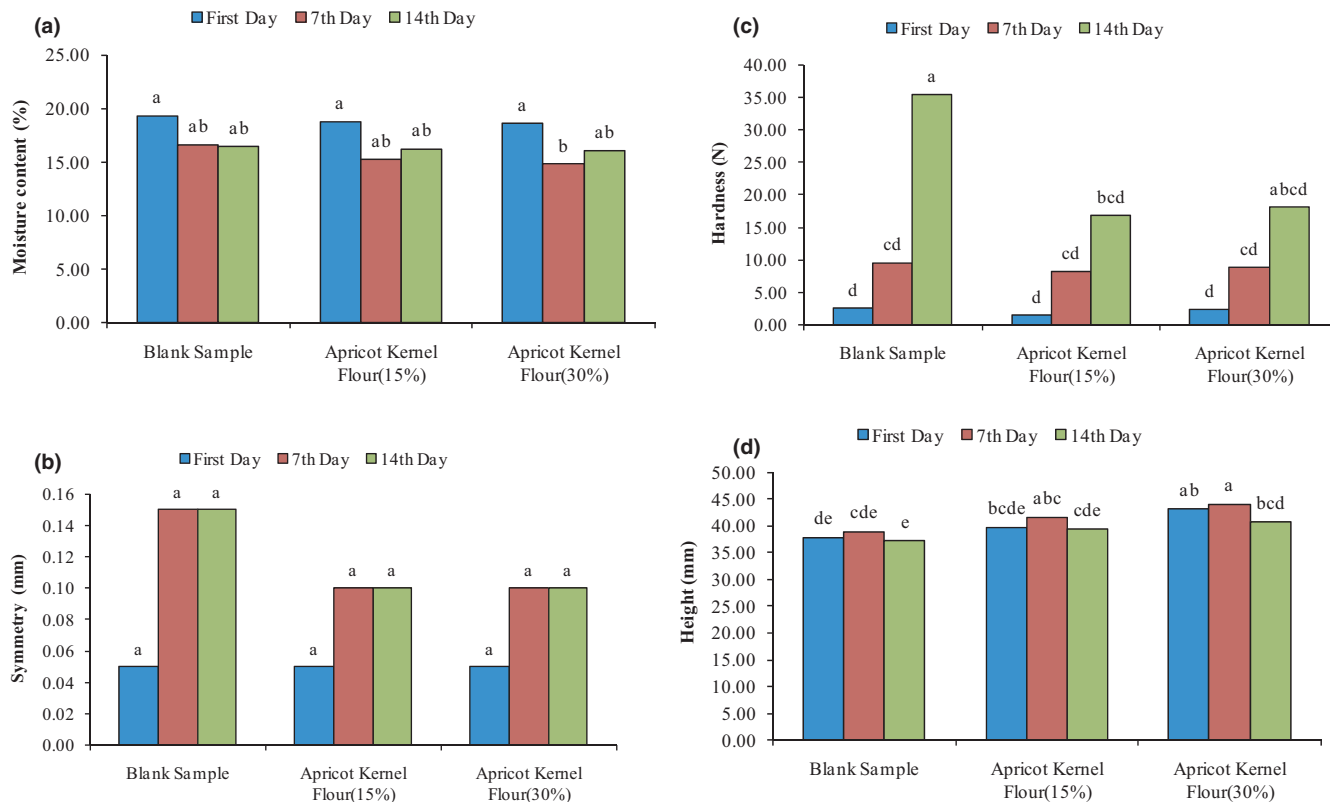 (a)
First Day 7th Day 14th Day
Moisture content (%)
25.00
20.00
15.00
10.00
5.00
0.00
a ab ab a ab ab a b ab
Blank Sample Apricot Kernel Flour(15%) Apricot Kernel Flour(30%)
(b)
First Day 7th Day 14th Day
Symmetry (mm)
0.16
0.14
0.12
0.10
0.08
0.06
0.04
0.02
0.00
a a a a a a a a a
Blank Sample Apricot Kernel Flour(15%) Apricot Kernel Flour(30%)
(c)
First Day 7th Day 14th Day
Hardness (N)
40.00
35.00
30.00
25.00
20.00
15.00
10.00
5.00
0.00
d cd a d cd bcd d cd abcd
Blank Sample Apricot Kernel Flour(15%) Apricot Kernel Flour(30%)
(d)
First Day 7th Day 14th Day
Height (mm)
50.00
45.00
40.00
35.00
30.00
25.00
20.00
15.00
10.00
5.00
0.00
de cde e bcde abc cde ab a bcd
Blank Sample Apricot Kernel Flour(15%) Apricot Kernel Flour(30%)